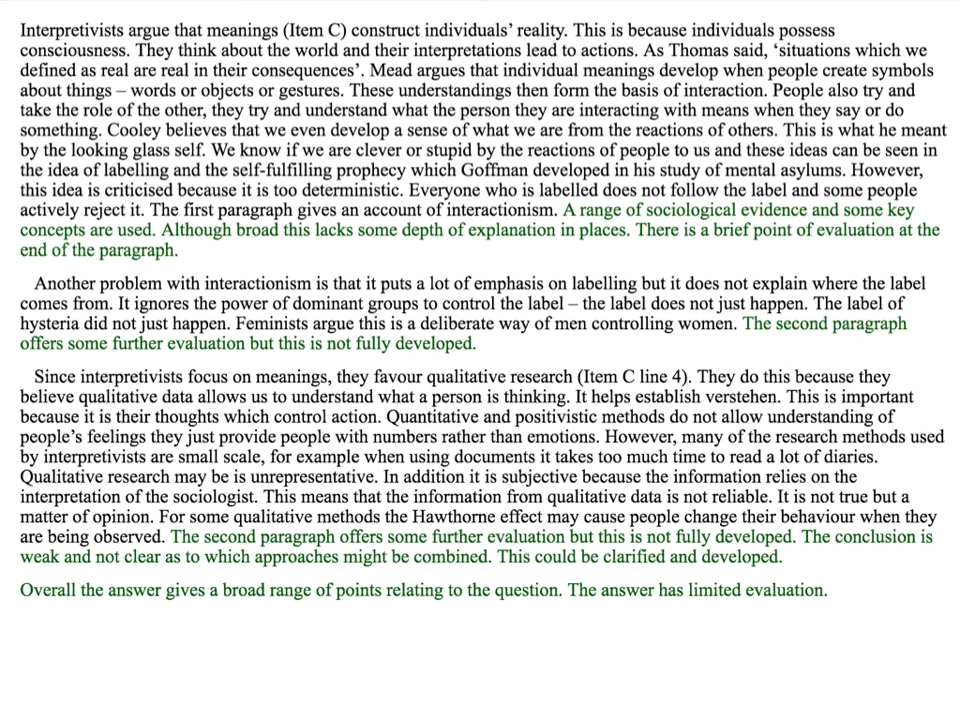 Interpretivists argue that meanings (Item C) construct individuals’ reality. This is because individuals possess
consciousness. They think about the world and their interpretations lead to actions. As Thomas said, ‘situations which we
defined as real are real in their consequences’. Mead argues that individual meanings develop when people create symbols
about things – words or objects or gestures. These understandings then form the basis of interaction. People also try and
take the role of the other, they try and understand what the person they are interacting with means when they say or do
something. Cooley believes that we even develop a sense of what we are from the reactions of others. This is what he meant
by the looking glass self. We know if we are clever or stupid by the reactions of people to us and these ideas can be seen in
the idea of labelling and the self-fulfilling prophecy which Goffman developed in his study of mental asylums. However,
this idea is criticised because it is too deterministic. Everyone who is labelled does not follow the label and some people
actively reject it. The first paragraph gives an account of interactionism. A range of sociological evidence and some key
concepts are used. Although broad this lacks some depth of explanation in places. There is a brief point of evaluation at the
end of the paragraph.
Another problem with interactionism is that it puts a lot of emphasis on labelling but it does not explain where the label
comes from. It ignores the power of dominant groups to control the label – the label does not just happen. The label of
hysteria did not just happen. Feminists argue this is a deliberate way of men controlling women. The second paragraph
offers some further evaluation but this is not fully developed.
Since interpretivists focus on meanings, they favour qualitative research (Item C line 4). They do this because they
believe qualitative data allows us to understand what a person is thinking. It helps establish verstehen. This is important
because it is their thoughts which control action. Quantitative and positivistic methods do not allow understanding of
people’s feelings they just provide people with numbers rather than emotions. However, many of the research methods used
by interpretivists are small scale, for example when using documents it takes too much time to read a lot of diaries.
Qualitative research may be is unrepresentative. In addition it is subjective because the information relies on the
interpretation of the sociologist. This means that the information from qualitative data is not reliable. It is not true but a
matter of opinion. For some qualitative methods the Hawthorne effect may cause people change their behaviour when they
are being observed. The second paragraph offers some further evaluation but this is not fully developed. The conclusion is
weak and not clear as to which approaches might be combined. This could be clarified and developed.
Overall the answer gives a broad range of points relating to the question. The answer has limited evaluation.